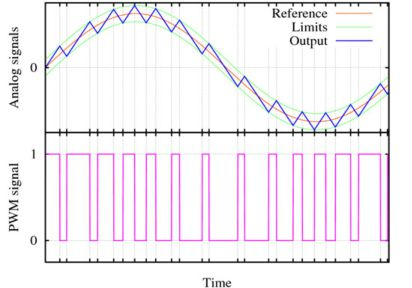 Reference
Limits
Output
Analog signals
0
PWM signal
1
0
Time